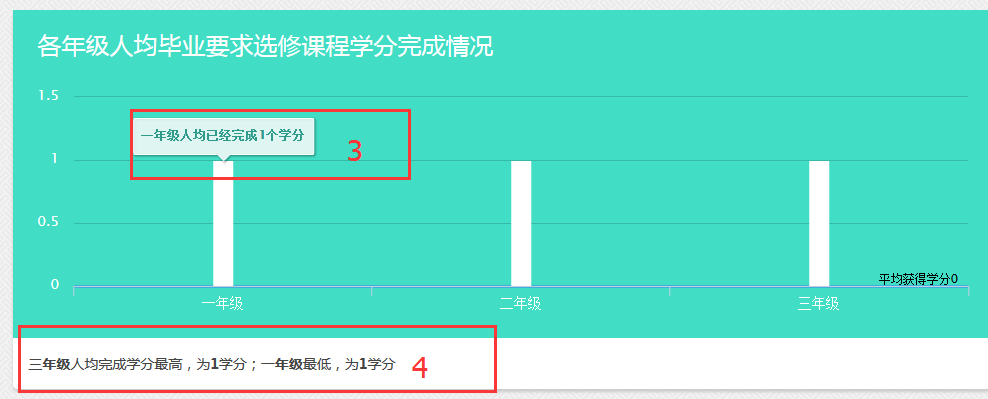 各年级人均毕业要求选修课程学分完成情况
1.5
一年级人均已经完成1个学分
3
1
0.5
平均获得学分0
0
一年级 二年级 三年级
三年级人均完成学分最高，为1学分；一年级最低，为1学分 4